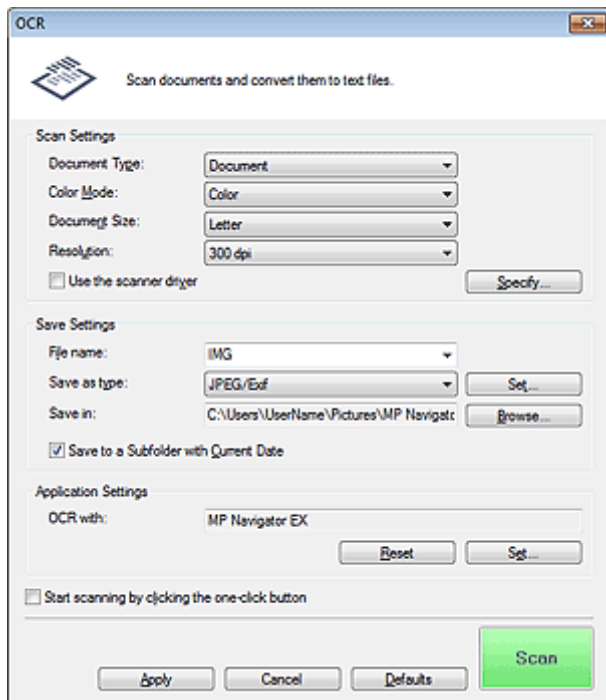 OCR
Scan documents and convert them to text files.
Scan Settings
Document Type: Document
Color Mode: Color
Document Size: Letter
Resolution: 300 dpi
Use the scanner driver Specify...
Save Settings
File name: IMG
Save as type: JPEG/Exif Set...
Save in: C:\Users\UserName\Pictures\MP Navigato Browse...
Save to a Subfolder with Current Date
Application Settings
OCR with: MP Navigator EX
Reset Set...
Start scanning by clicking the one-click button
Scan
Apply Cancel Defaults